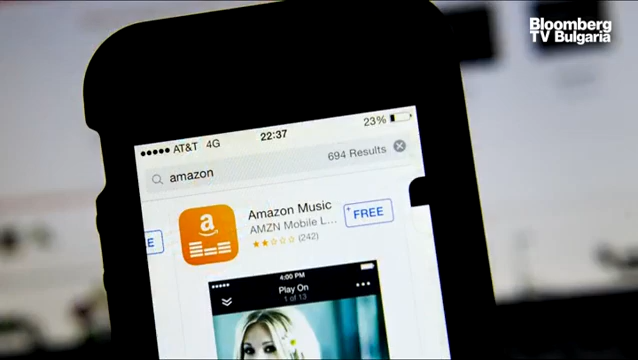 Bloomberg
TV Bulgaria
AT&T 4G
22:37
23%
amazon
694 Results
E
Amazon Music
AMZN Mobile L...
(242)
+ FREE
4:00 PM
Play On
1 of 13